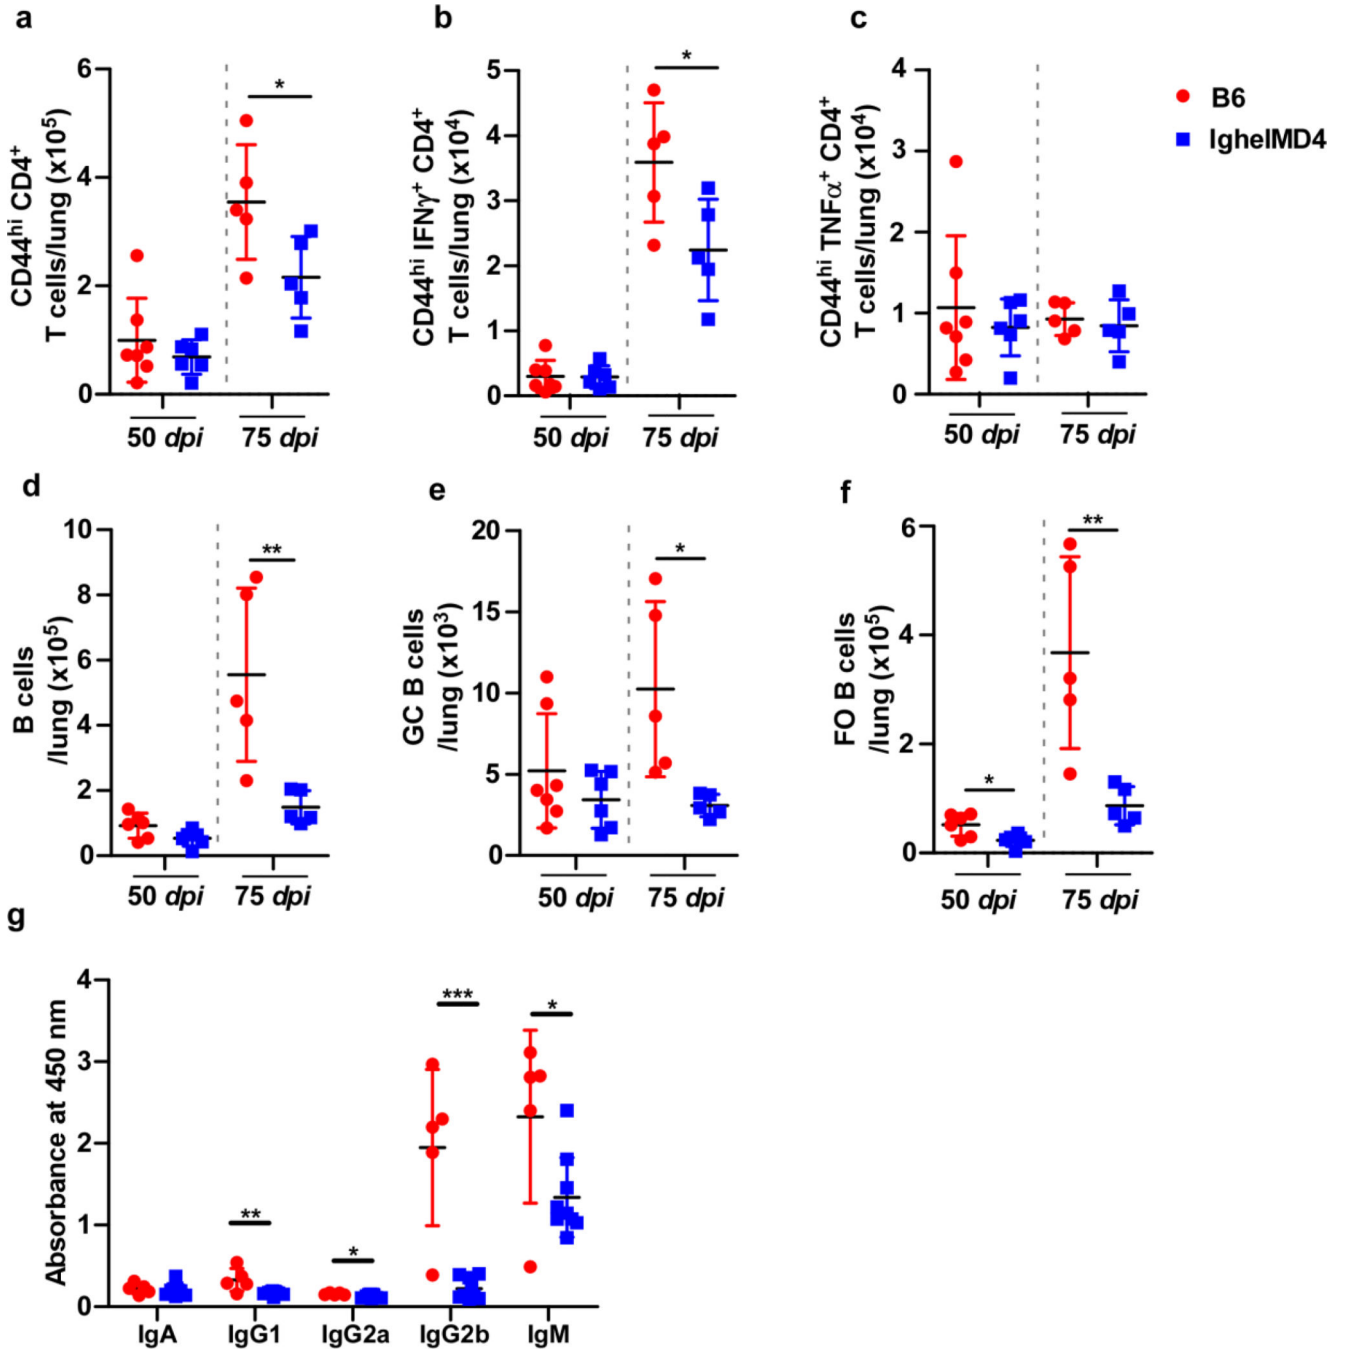 a
CD44hi CD4+
T cells/lung (x10⁵)
6
4
2
0
*
50 dpi
75 dpi
b
CD44hi IFNγ+ CD4+
T cells/lung (x10⁴)
5
4
3
2
1
0
*
50 dpi
75 dpi
c
CD44hi TNFα+ CD4+
T cells/lung (x10⁴)
4
3
2
1
0
50 dpi
75 dpi
B6
IghelMD4
d
B cells
/lung (x10⁵)
10
8
6
4
2
0
**
50 dpi
75 dpi
e
GC B cells
/lung (x10³)
20
15
10
5
0
*
50 dpi
75 dpi
f
FO B cells
/lung (x10⁵)
6
4
2
0
*
**
50 dpi
75 dpi
g
Absorbance at 450 nm
4
3
2
1
0
**
*
***
*
IgA
IgG1
IgG2a
IgG2b
IgM